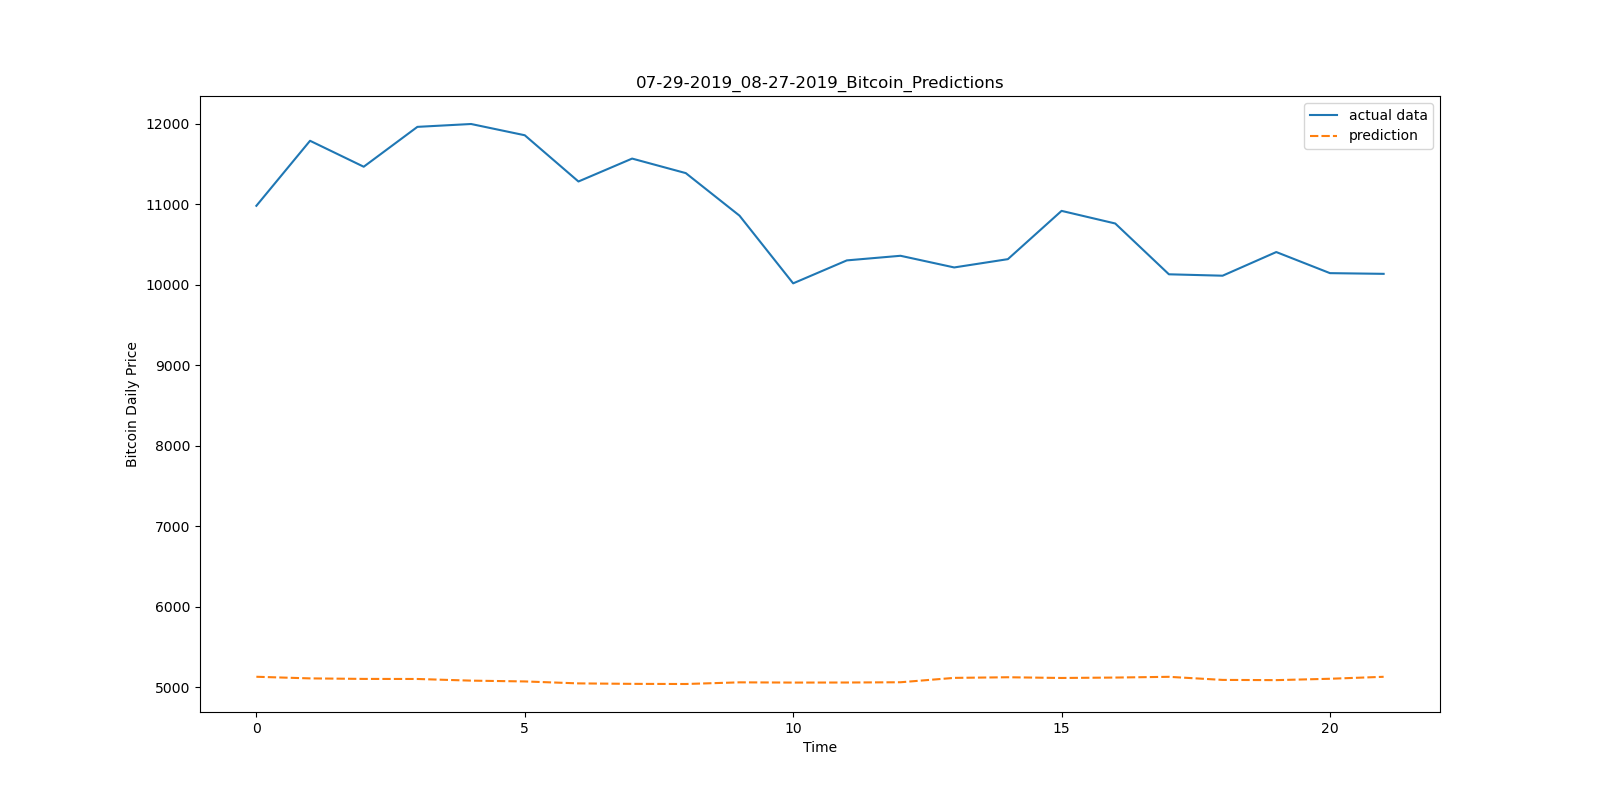 07-29-2019_08-27-2019_Bitcoin_Predictions
actual data
prediction
12000
11000
10000
9000
8000
7000
6000
5000
Bitcoin Daily Price
0 5 10 15 20
Time